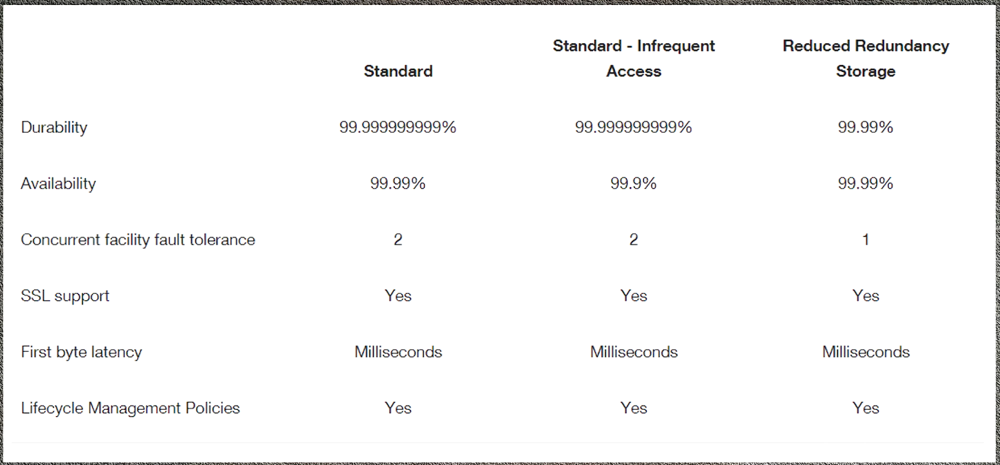 Standard
Standard - Infrequent
Access
Reduced Redundancy
Storage
Durability 99.999999999% 99.999999999% 99.99%
Availability 99.99% 99.9% 99.99%
Concurrent facility fault tolerance 2 2 1
SSL support Yes Yes Yes
First byte latency Milliseconds Milliseconds Milliseconds
Lifecycle Management Policies Yes Yes Yes